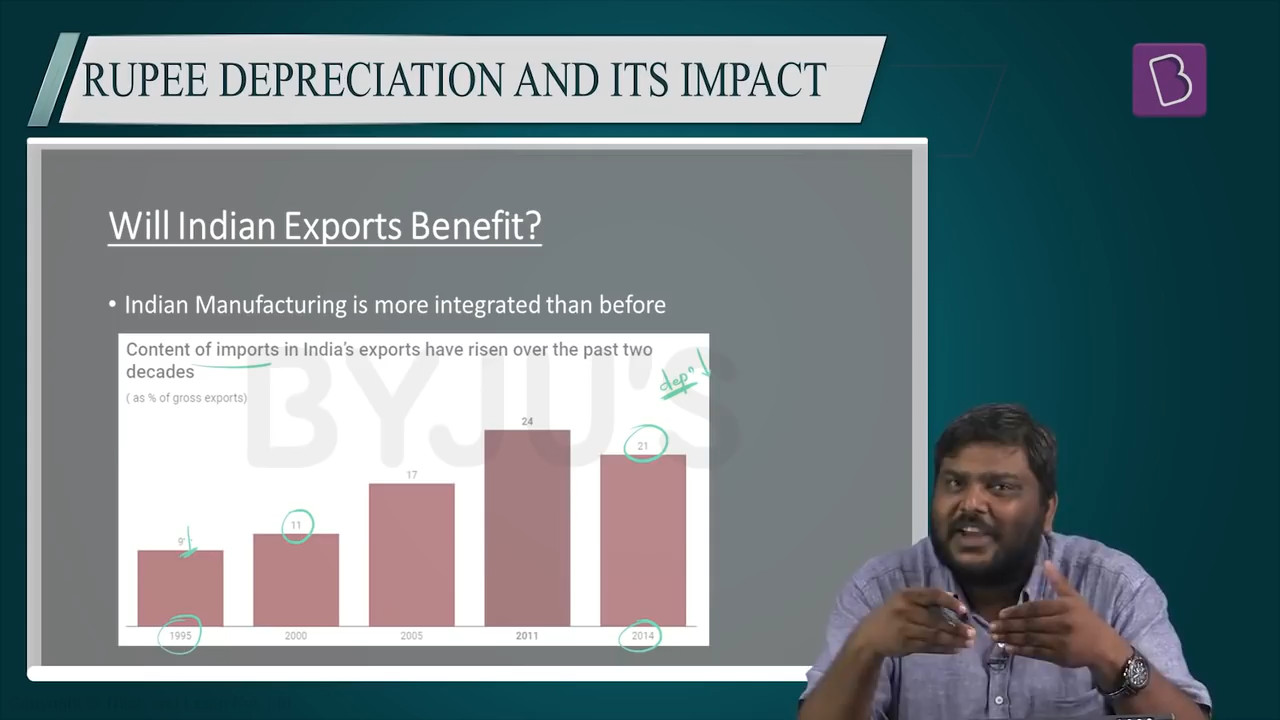 RUPEE DEPRECIATION AND ITS IMPACT
Will Indian Exports Benefit?
• Indian Manufacturing is more integrated than before
Content of imports in India's exports have risen over the past two
decades
( as % of gross exports)
depⁿ ↓
BYJU'S
24
21
17
11
9
1995
2000
2005
2011
2014